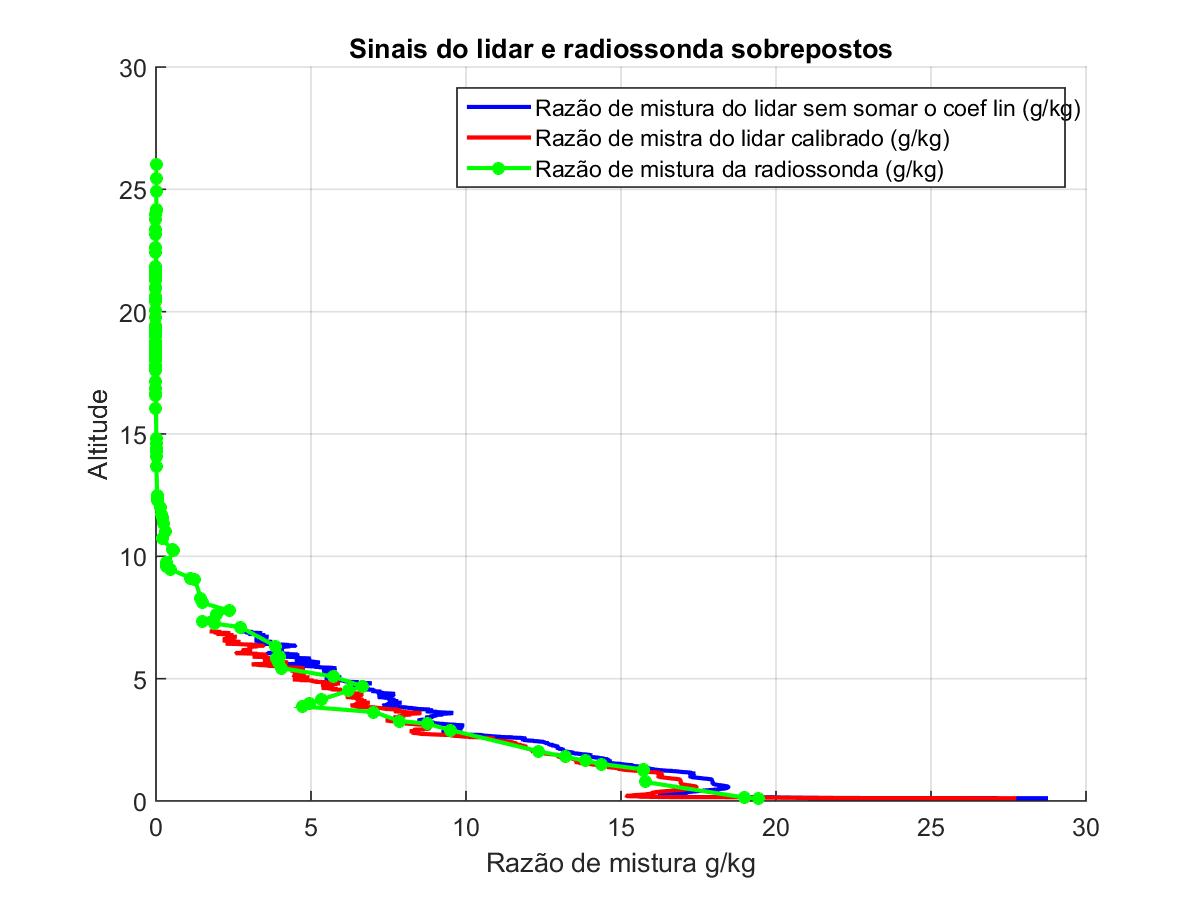 Sinais do lidar e radiossonda sobrepostos
30
25
20
15
10
5
0
Altitude
Razão de mistura do lidar sem somar o coef lin (g/kg)
Razão de mistra do lidar calibrado (g/kg)
Razão de mistura da radiossonda (g/kg)
0 5 10 15 20 25 30
Razão de mistura g/kg